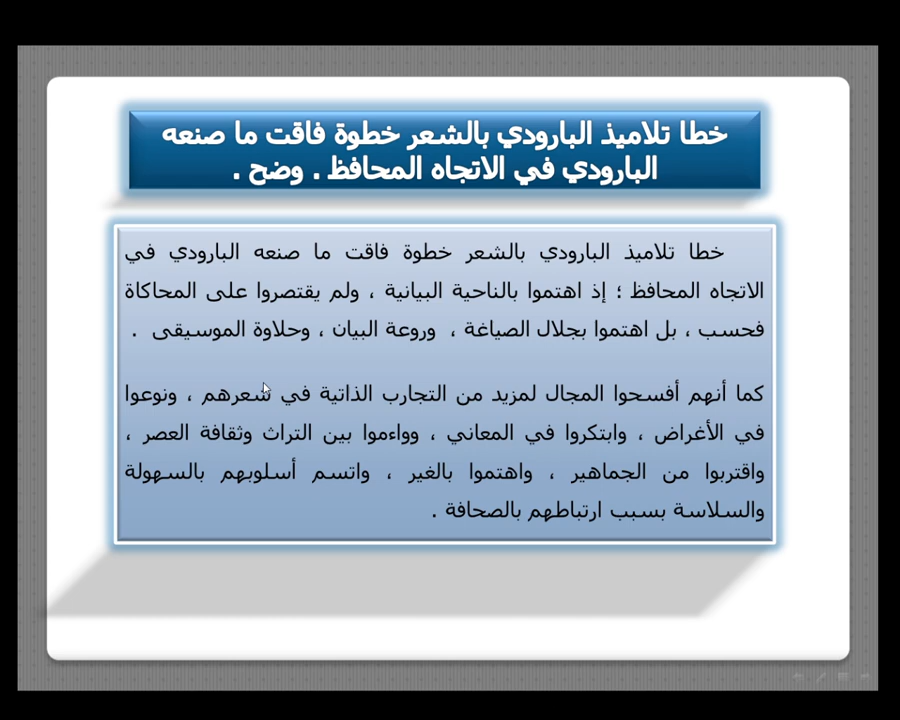 خطا تلاميذ البارودي بالشعر خطوة فاقت ما صنعه
البارودي في الاتجاه المحافظ . وضح .
خطا تلاميذ البارودي بالشعر خطوة فاقت ما صنعه البارودي في
الاتجاه المحافظ ؛ إذ اهتموا بالناحية البيانية ، ولم يقتصروا على المحاكاة
فحسب ، بل اهتموا بجلال الصياغة ، وروعة البيان ، وحلاوة الموسيقى .
كما أنهم أفسحوا المجال لمزيد من التجارب الذاتية في شعرهم ، ونوعوا
في الأغراض ، وابتكروا في المعاني ، وواءموا بين التراث وثقافة العصر ،
واقتربوا من الجماهير ، واهتموا بالغير ، واتسم أسلوبهم بالسهولة
والسلاسة بسبب ارتباطهم بالصحافة .